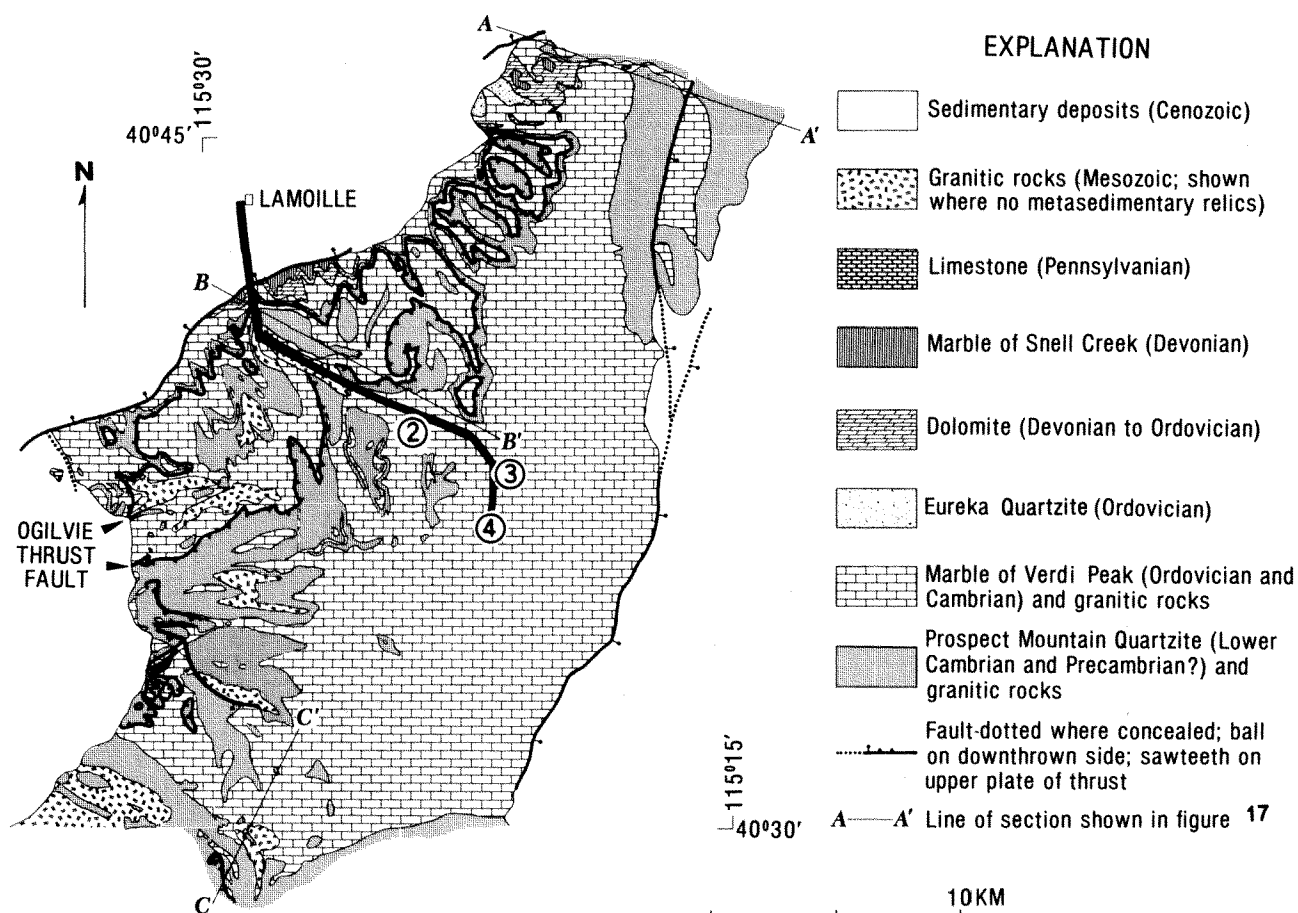 A
EXPLANATION
115°30′
40°45′
A′
Sedimentary deposits (Cenozoic)
N
LAMOILLE
Granitic rocks (Mesozoic; shown
where no metasedimentary relics)
Limestone (Pennsylvanian)
B
Marble of Snell Creek (Devonian)
Dolomite (Devonian to Ordovician)
2
B′
3
4
OGILVIE
THRUST
FAULT
Eureka Quartzite (Ordovician)
Marble of Verdi Peak (Ordovician and
Cambrian) and granitic rocks
Prospect Mountain Quartzite (Lower
Cambrian and Precambrian?) and
granitic rocks
C′
Fault-dotted where concealed; ball
on downthrown side; sawteeth on
upper plate of thrust
115°15′
40°30′
A A′ Line of section shown in figure 17
C
10 KM